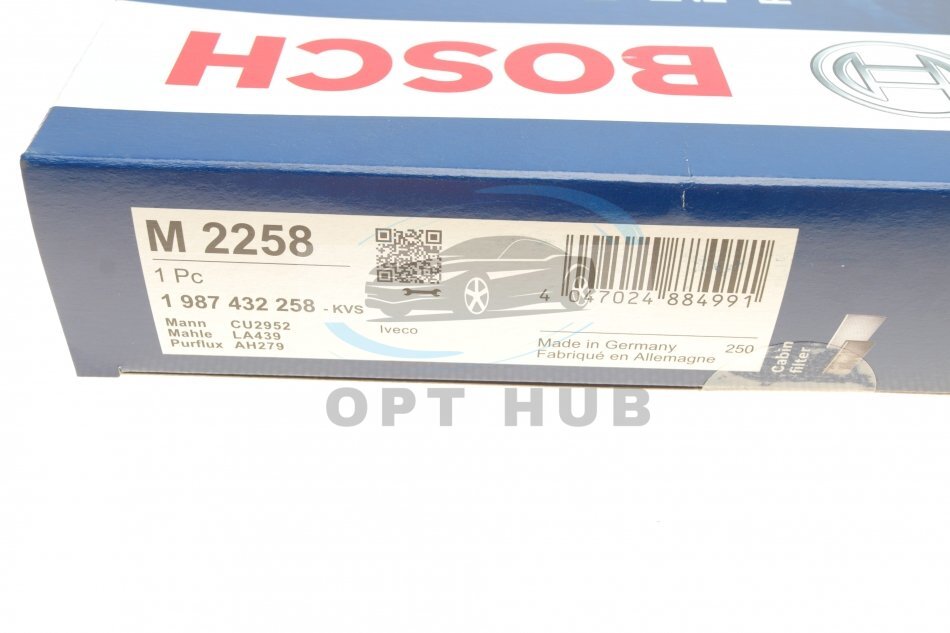 BOSCH
M 2258
1 Pc
1 987 432 258 - KVS
Mann CU2952
Mahle LA439
Purflux AH279
Iveco
4 047024 884991
Made in Germany 250
Fabriqué en Allemagne
Cabin
filter
OPT HUB